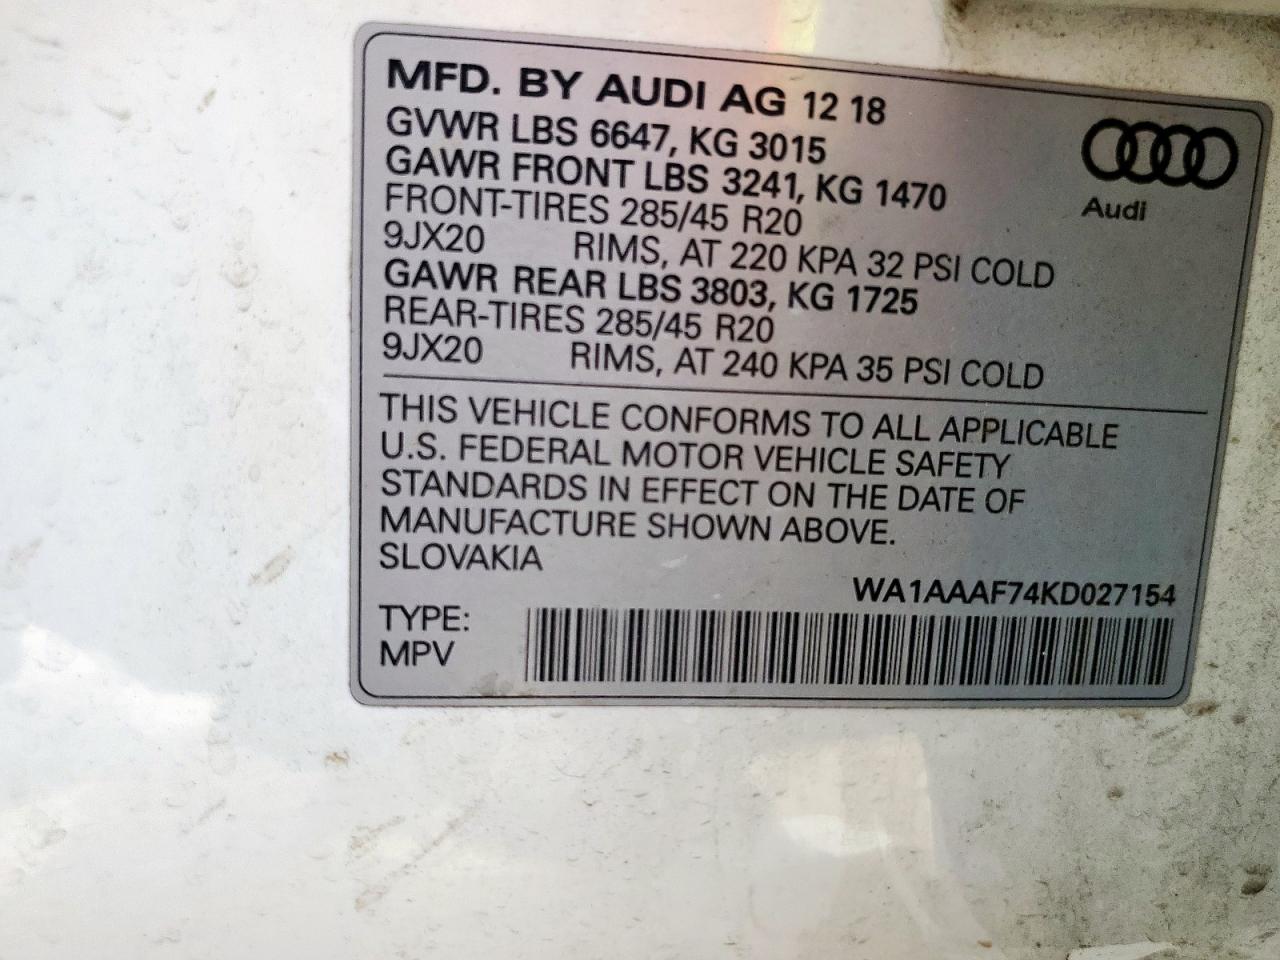 MFD. BY AUDI AG 12 18
GVWR LBS 6647, KG 3015
GAWR FRONT LBS 3241, KG 1470
FRONT-TIRES 285/45 R20
9JX20 RIMS, AT 220 KPA 32 PSI COLD
GAWR REAR LBS 3803, KG 1725
REAR-TIRES 285/45 R20
9JX20 RIMS, AT 240 KPA 35 PSI COLD
Audi
THIS VEHICLE CONFORMS TO ALL APPLICABLE
U.S. FEDERAL MOTOR VEHICLE SAFETY
STANDARDS IN EFFECT ON THE DATE OF
MANUFACTURE SHOWN ABOVE.
SLOVAKIA
WA1AAAF74KD027154
TYPE:
MPV